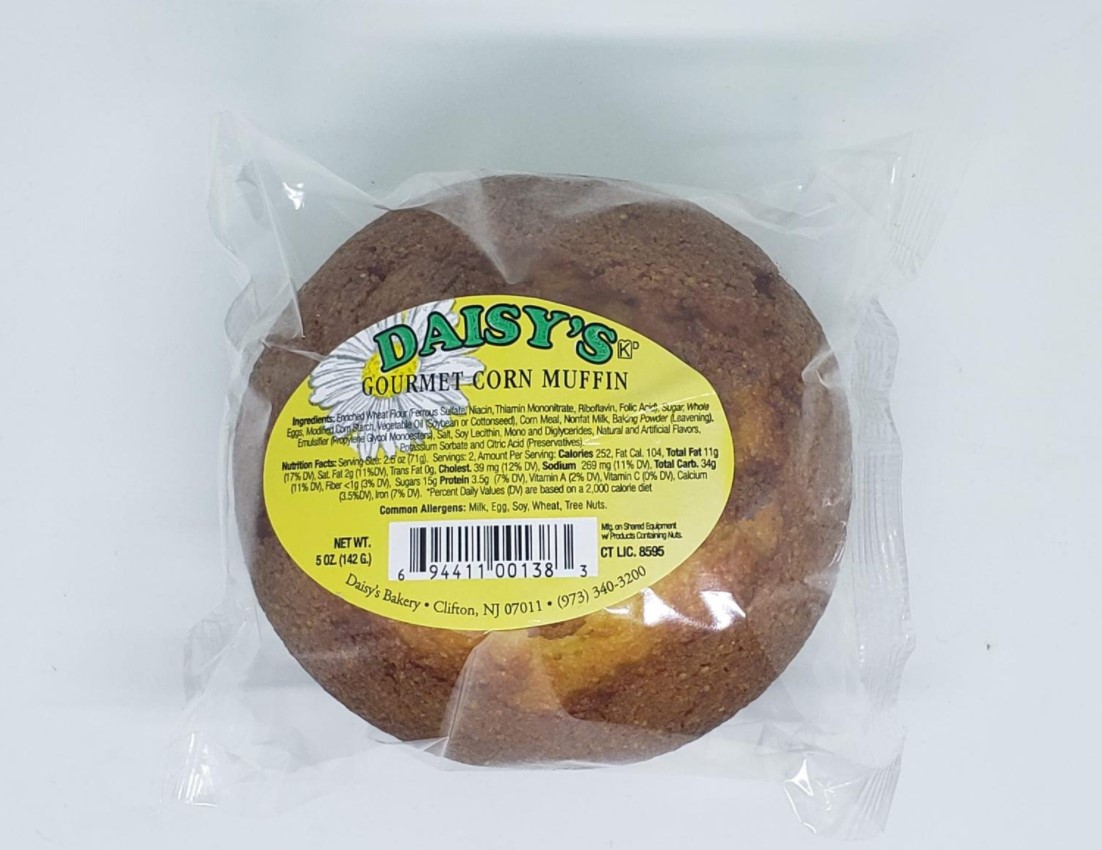 DAISY'S
K D
GOURMET CORN MUFFIN
Ingredients: Enriched Wheat Flour (Ferrous Sulfate, Niacin, Thiamin Mononitrate, Riboflavin, Folic Acid), Sugar, Whole
Eggs, Modified Corn Starch, Vegetable Oil (Soybean or Cottonseed), Corn Meal, Nonfat Milk, Baking Powder (Leavening),
Emulsifier (Propylene Glycol Monoesters), Salt, Soy Lecithin, Mono and Diglycerides, Natural and Artificial Flavors,
Potassium Sorbate and Citric Acid (Preservatives).
Nutrition Facts: Serving Size: 2.5 oz (71g). Servings: 2, Amount Per Serving: Calories 252, Fat Cal. 104, Total Fat 11g
(17% DV), Sat. Fat 2g (11%DV), Trans Fat 0g, Cholest. 39 mg (12% DV), Sodium 269 mg (11% DV), Total Carb. 34g
(11% DV), Fiber <1g (3% DV), Sugars 15g Protein 3.5g (7% DV), Vitamin A (2% DV), Vitamin C (0% DV), Calcium
(3.5%DV), Iron (7% DV). *Percent Daily Values (DV) are based on a 2,000 calorie diet
Common Allergens: Milk, Egg, Soy, Wheat, Tree Nuts.
NET WT.
5 OZ. (142 G.)
6 94411 00138 3
Mfg. on Shared Equipment
w/ Products Containing Nuts.
CT LIC. 8595
Daisy's Bakery • Clifton, NJ 07011 • (973) 340-3200